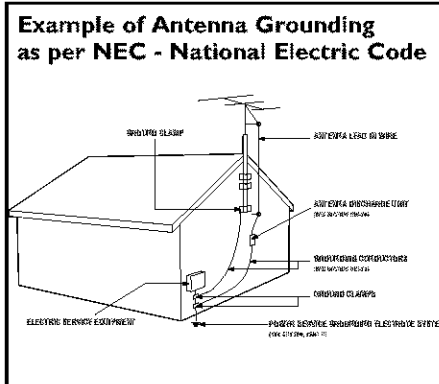 Example of Antenna Grounding
as per NEC - National Electric Code
GROUND CLAMP
ANTENNA LEAD IN WIRE
ANTENNA DISCHARGE UNIT
GROUNDING CONDUCTORS
GROUND CLAMPS
ELECTRIC SERVICE EQUIPMENT
POWER SERVICE GROUNDING ELECTRODE SYSTE